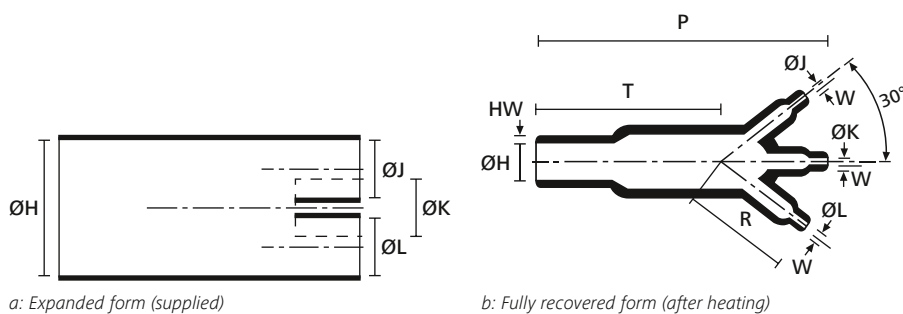 P
ØJ
W
T
30°
HW
ØK
ØH
W
ØJ
ØH
ØK
R
ØL
ØL
W
a: Expanded form (supplied)
b: Fully recovered form (after heating)